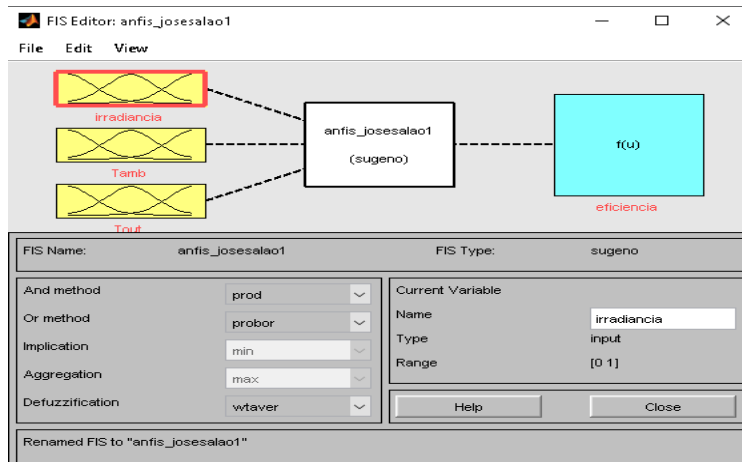 FIS Editor: anfis_josesalao1
File Edit View
irradiancia
Tamb
Tout
anfis_josesalao1
(sugeno)
f(u)
eficiencia
FIS Name: anfis_josesalao1 FIS Type: sugeno
And method prod
Or method probor
Implication min
Aggregation max
Defuzzification wtaver
Current Variable
Name irradiancia
Type input
Range [0 1]
Help Close
Renamed FIS to "anfis_josesalao1"